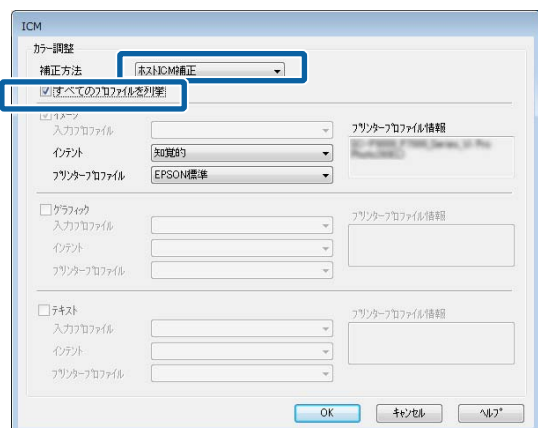 ICM
カラー調整
補正方法 ホストICM補正
すべてのプロファイルを列挙
イメージ
入力プロファイル プリンタープロファイル情報
インテント 知覚的
プリンタープロファイル EPSON標準
グラフィック
入力プロファイル プリンタープロファイル情報
インテント
プリンタープロファイル
テキスト
入力プロファイル プリンタープロファイル情報
インテント
プリンタープロファイル
OK キャンセル ヘルプ